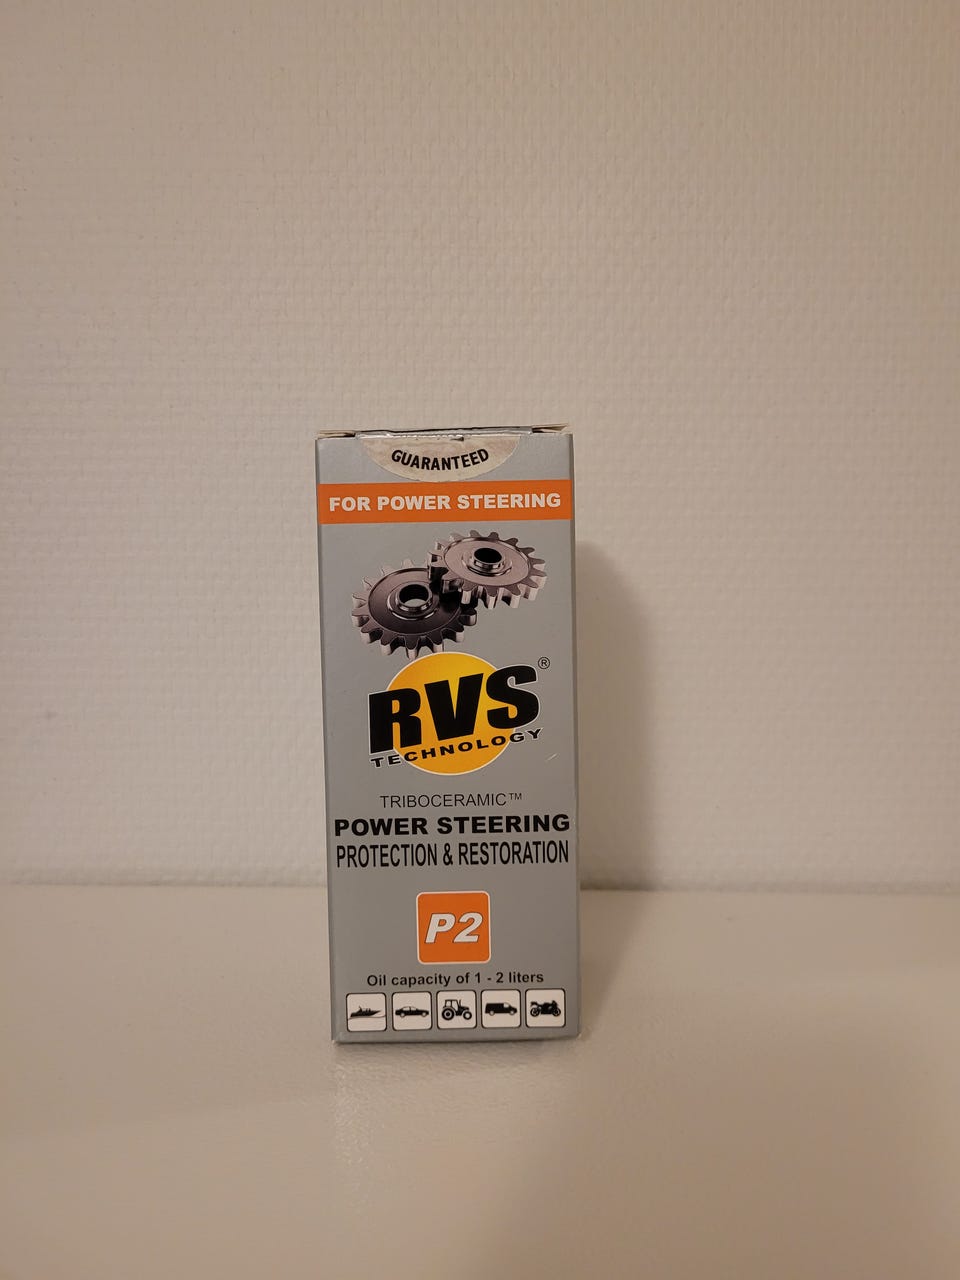 GUARANTEED
FOR POWER STEERING
RVS®
TECHNOLOGY
TRIBOCERAMIC™
POWER STEERING
PROTECTION & RESTORATION
P2
Oil capacity of 1 - 2 liters